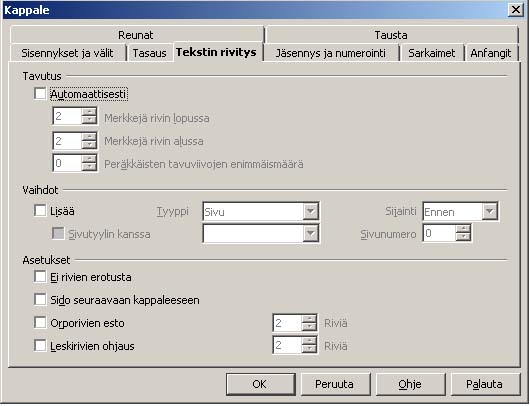 Kappale
Reunat Tausta
Sisennykset ja välit Tasaus Tekstin rivitys Jäsennys ja numerointi Sarkaimet Anfangit
Tavutus
Automaattisesti
2 Merkkejä rivin lopussa
2 Merkkejä rivin alussa
0 Peräkkäisten tavuviivojen enimmäismäärä
Vaihdot
Lisää Tyyppi Sivu Sijainti Ennen
Sivutyylin kanssa Sivunumero 0
Asetukset
Ei rivien erotusta
Sido seuraavaan kappaleeseen
Orporivien esto 2 Riviä
Leskirivien ohjaus 2 Riviä
OK Peruuta Ohje Palauta